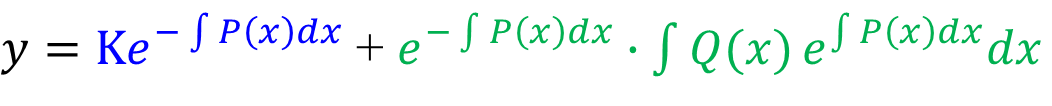 y = Ke^{-∫P(x)dx} + e^{-∫P(x)dx} · ∫Q(x) e^{∫P(x)dx}dx